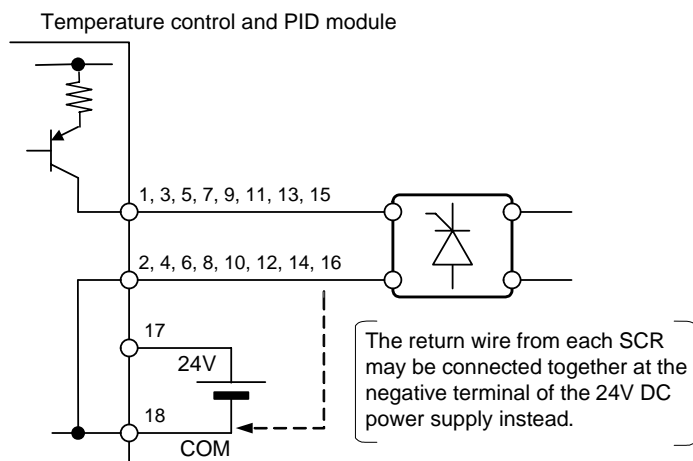 Temperature control and PID module
1, 3, 5, 7, 9, 11, 13, 15
2, 4, 6, 8, 10, 12, 14, 16
17
24V
18
COM
The return wire from each SCR
may be connected together at the
negative terminal of the 24V DC
power supply instead.